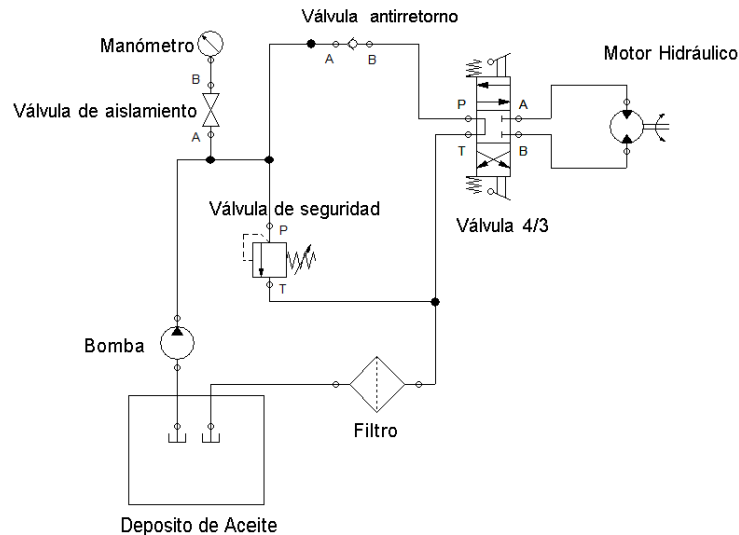 Válvula antirretorno
Manómetro
Motor Hidráulico
A
B
B
Válvula de aislamiento
P
A
A
T
B
Válvula de seguridad
Válvula 4/3
P
T
Bomba
Filtro
Deposito de Aceite